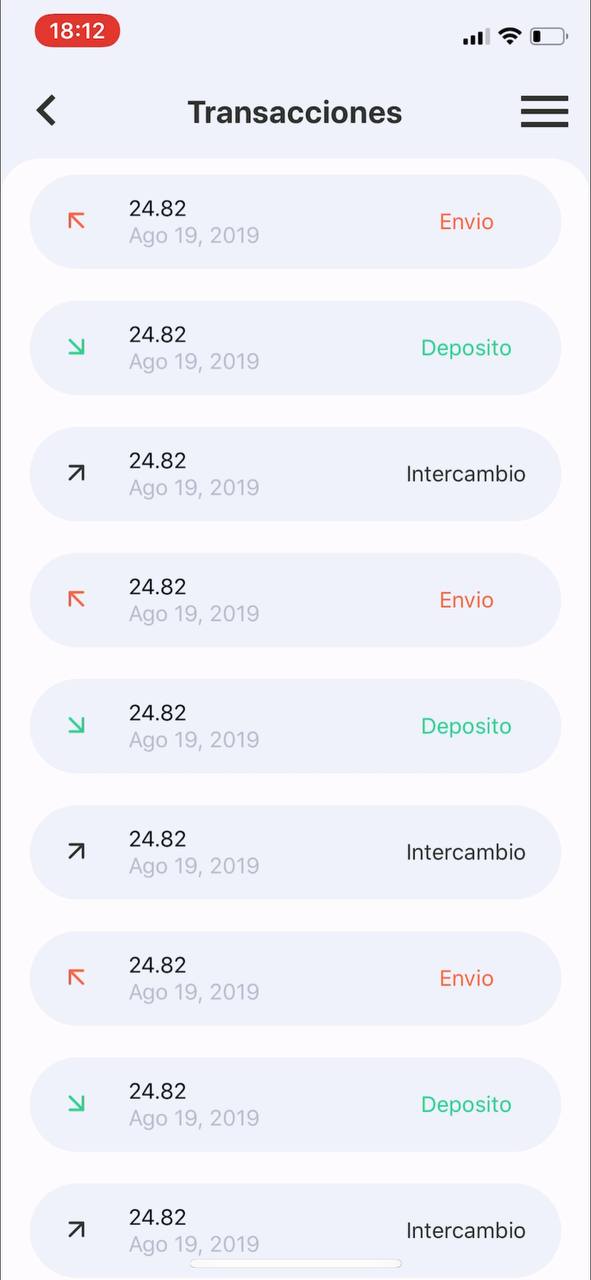 18:12
Transacciones
24.82
Ago 19, 2019
Envio
24.82
Ago 19, 2019
Deposito
24.82
Ago 19, 2019
Intercambio
24.82
Ago 19, 2019
Envio
24.82
Ago 19, 2019
Deposito
24.82
Ago 19, 2019
Intercambio
24.82
Ago 19, 2019
Envio
24.82
Ago 19, 2019
Deposito
24.82
Ago 19, 2019
Intercambio